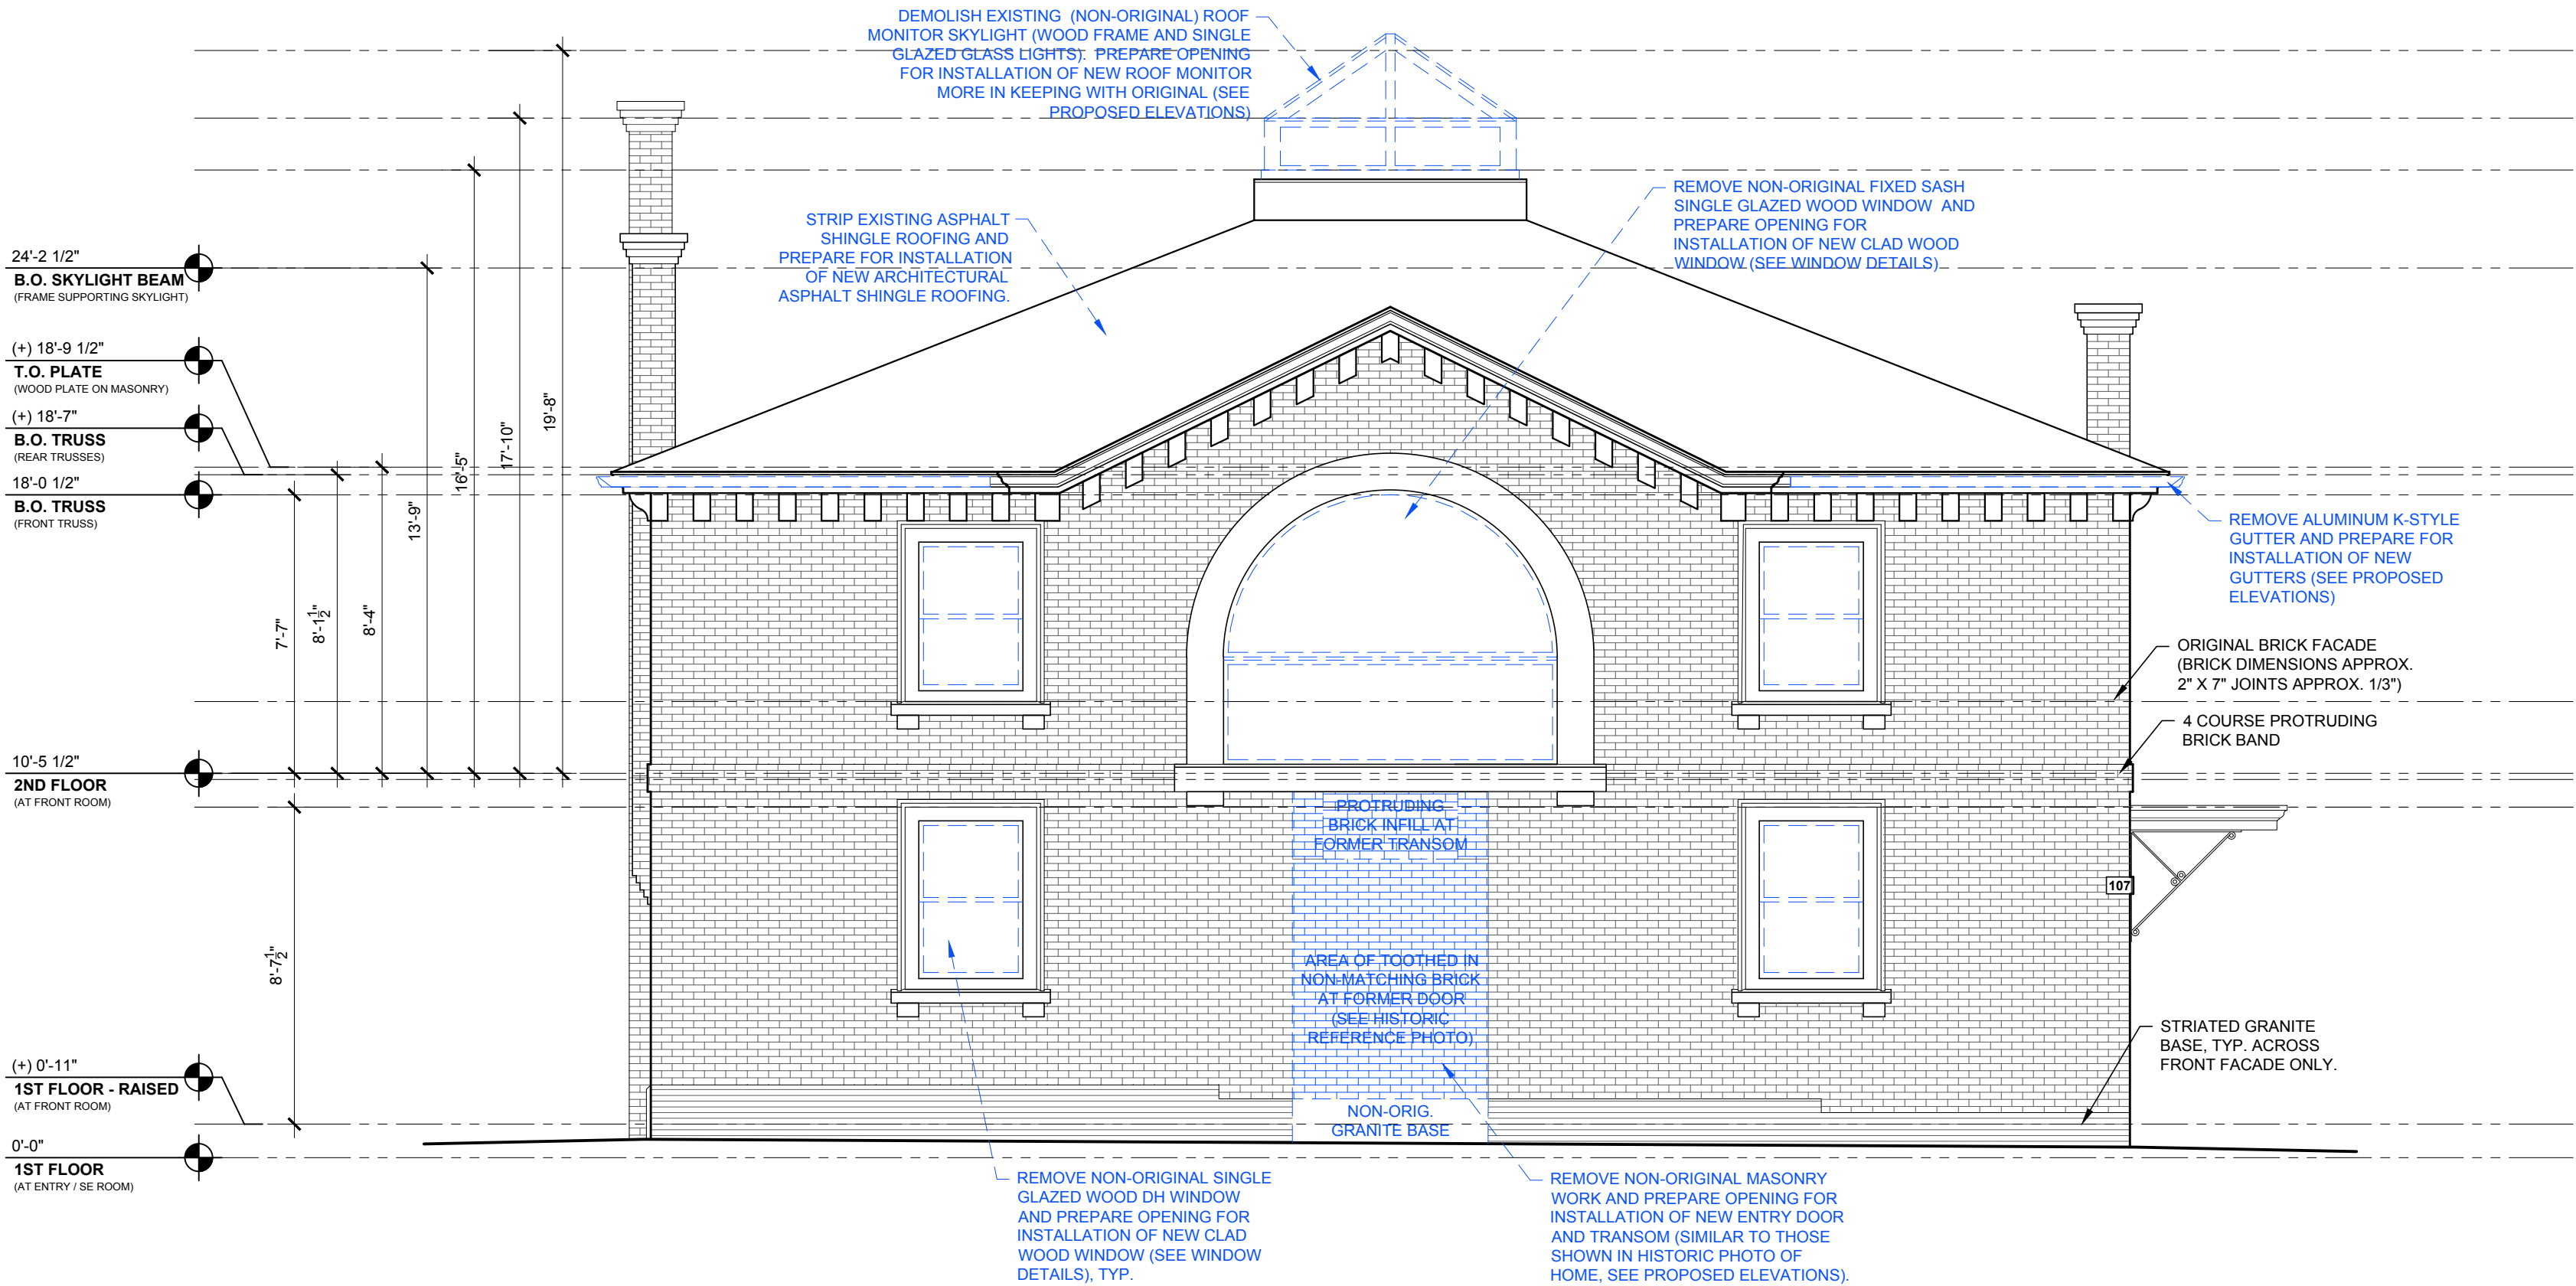 DEMOLISH EXISTING (NON-ORIGINAL) ROOF
MONITOR SKYLIGHT (WOOD FRAME AND SINGLE
GLAZED GLASS LIGHTS). PREPARE OPENING
FOR INSTALLATION OF NEW ROOF MONITOR
MORE IN KEEPING WITH ORIGINAL (SEE
PROPOSED ELEVATIONS)
STRIP EXISTING ASPHALT
SHINGLE ROOFING AND
PREPARE FOR INSTALLATION
OF NEW ARCHITECTURAL
ASPHALT SHINGLE ROOFING.
REMOVE NON-ORIGINAL FIXED SASH
SINGLE GLAZED WOOD WINDOW AND
PREPARE OPENING FOR
INSTALLATION OF NEW CLAD WOOD
WINDOW (SEE WINDOW DETAILS)
24'-2 1/2"
B.O. SKYLIGHT BEAM
(FRAME SUPPORTING SKYLIGHT)
(+) 18'-9 1/2"
T.O. PLATE
(WOOD PLATE ON MASONRY)
(+) 18'-7"
B.O. TRUSS
(REAR TRUSSES)
18'-0 1/2"
B.O. TRUSS
(FRONT TRUSS)
7'-7"
8'-1 1/2"
8'-4"
13'-9"
16'-5"
17'-10"
19'-8"
REMOVE ALUMINUM K-STYLE
GUTTER AND PREPARE FOR
INSTALLATION OF NEW
GUTTERS (SEE PROPOSED
ELEVATIONS)
ORIGINAL BRICK FACADE
(BRICK DIMENSIONS APPROX.
2" X 7" JOINTS APPROX. 1/3")
4 COURSE PROTRUDING
BRICK BAND
10'-5 1/2"
2ND FLOOR
(AT FRONT ROOM)
PROTRUDING
BRICK INFILL AT
FORMER TRANSOM
107
8'-7 1/2"
AREA OF TOOTHED IN
NON-MATCHING BRICK
AT FORMER DOOR
(SEE HISTORIC
REFERENCE PHOTO)
STRIATED GRANITE
BASE, TYP. ACROSS
FRONT FACADE ONLY.
(+) 0'-11"
1ST FLOOR - RAISED
(AT FRONT ROOM)
NON-ORIG.
GRANITE BASE
0'-0"
1ST FLOOR
(AT ENTRY / SE ROOM)
REMOVE NON-ORIGINAL SINGLE
GLAZED WOOD DH WINDOW
AND PREPARE OPENING FOR
INSTALLATION OF NEW CLAD
WOOD WINDOW (SEE WINDOW
DETAILS), TYP.
REMOVE NON-ORIGINAL MASONRY
WORK AND PREPARE OPENING FOR
INSTALLATION OF NEW ENTRY DOOR
AND TRANSOM (SIMILAR TO THOSE
SHOWN IN HISTORIC PHOTO OF
HOME, SEE PROPOSED ELEVATIONS).